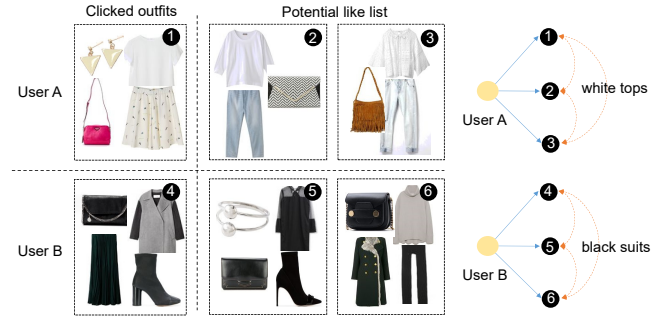 Clicked outfits
Potential like list
1
2
3
User A
1
2
3
white tops
User A
4
5
6
User B
4
5
6
black suits
User B